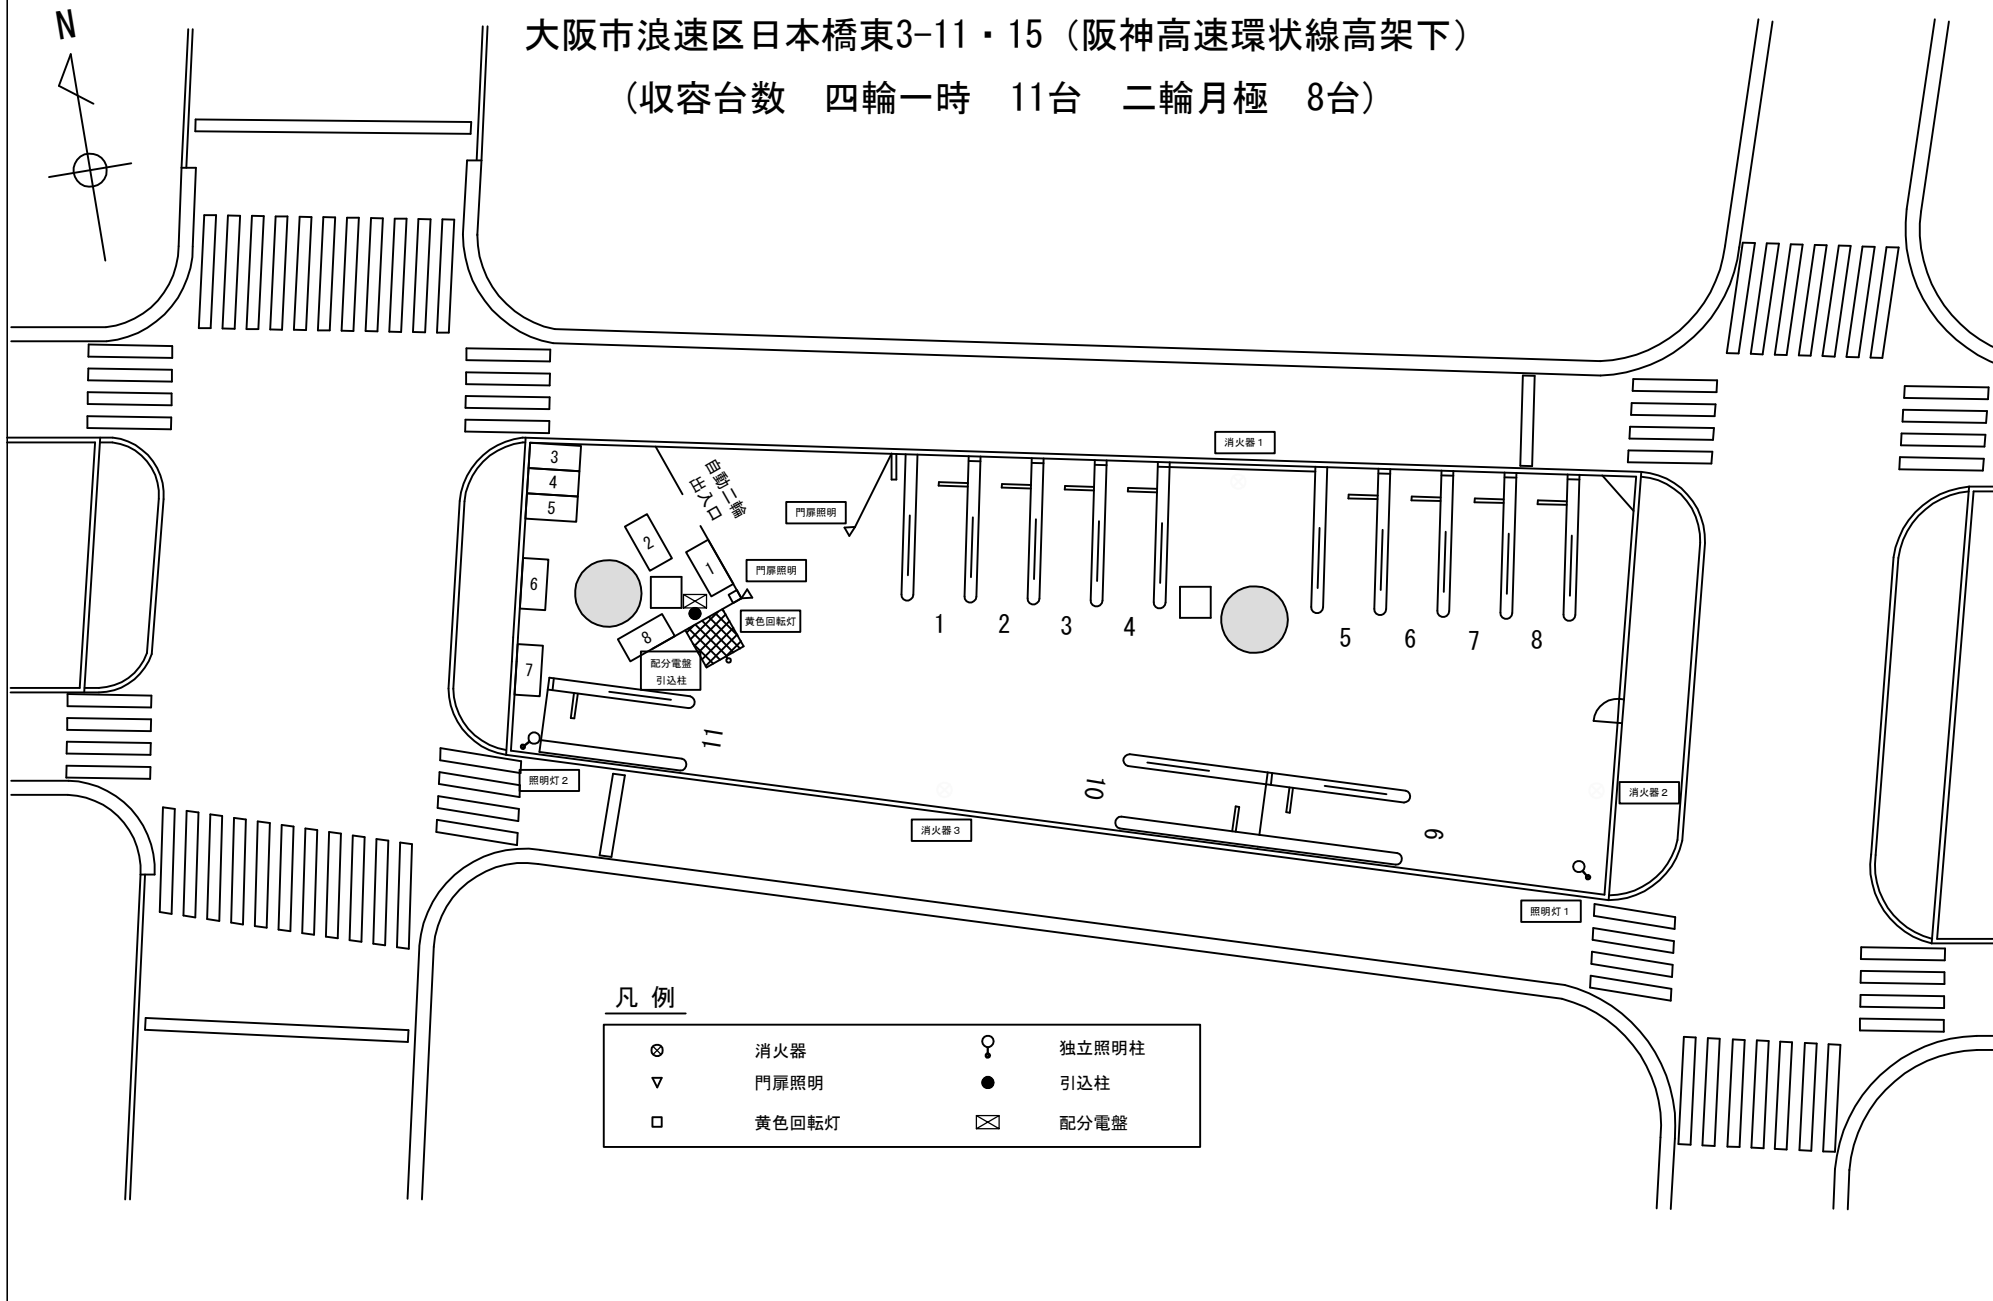 N
大阪市浪速区日本橋東3-11・15（阪神高速環状線高架下）
（収容台数　四輪一時　11台　二輪月極　8台）
消火器１
3
4
5
自動二輪
出入口
門扉照明
2
1
門扉照明
6
黄色回転灯
8
7
配分電盤
引込柱
1
2
3
4
5
6
7
8
11
10
9
照明灯２
消火器３
消火器２
照明灯１
凡 例
消火器
独立照明柱
門扉照明
引込柱
黄色回転灯
配分電盤